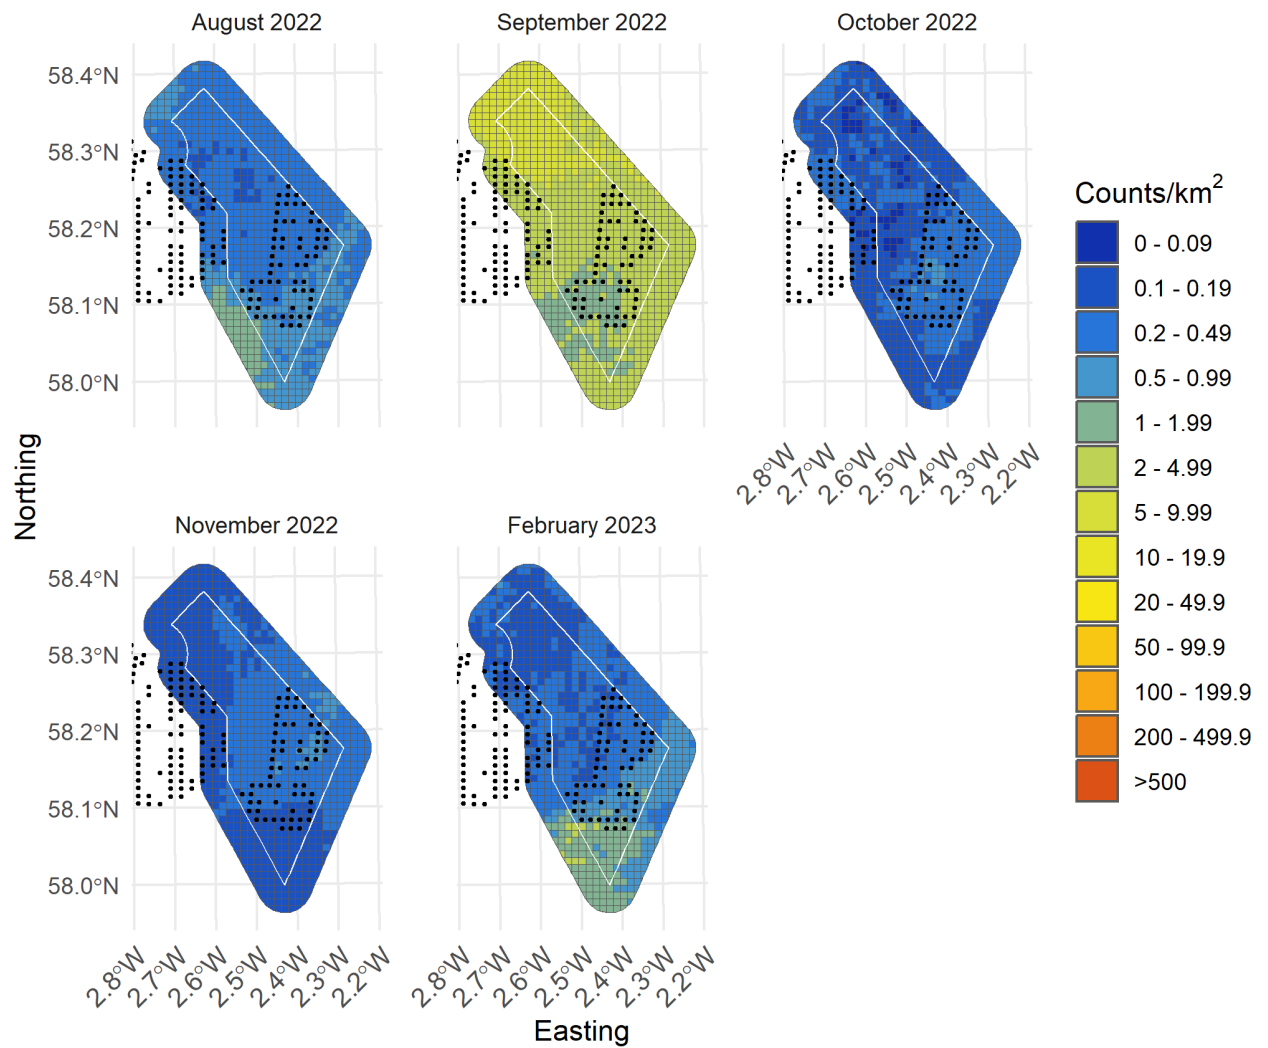 August 2022
September 2022
October 2022
58.4°N
58.3°N
58.2°N
58.1°N
58.0°N
2.8°W
2.7°W
2.6°W
2.5°W
2.4°W
2.3°W
2.2°W
November 2022
February 2023
58.4°N
58.3°N
58.2°N
58.1°N
58.0°N
2.8°W
2.7°W
2.6°W
2.5°W
2.4°W
2.3°W
2.2°W
2.8°W
2.7°W
2.6°W
2.5°W
2.4°W
2.3°W
2.2°W
Northing
Easting
Counts/km²
0 - 0.09
0.1 - 0.19
0.2 - 0.49
0.5 - 0.99
1 - 1.99
2 - 4.99
5 - 9.99
10 - 19.9
20 - 49.9
50 - 99.9
100 - 199.9
200 - 499.9
>500